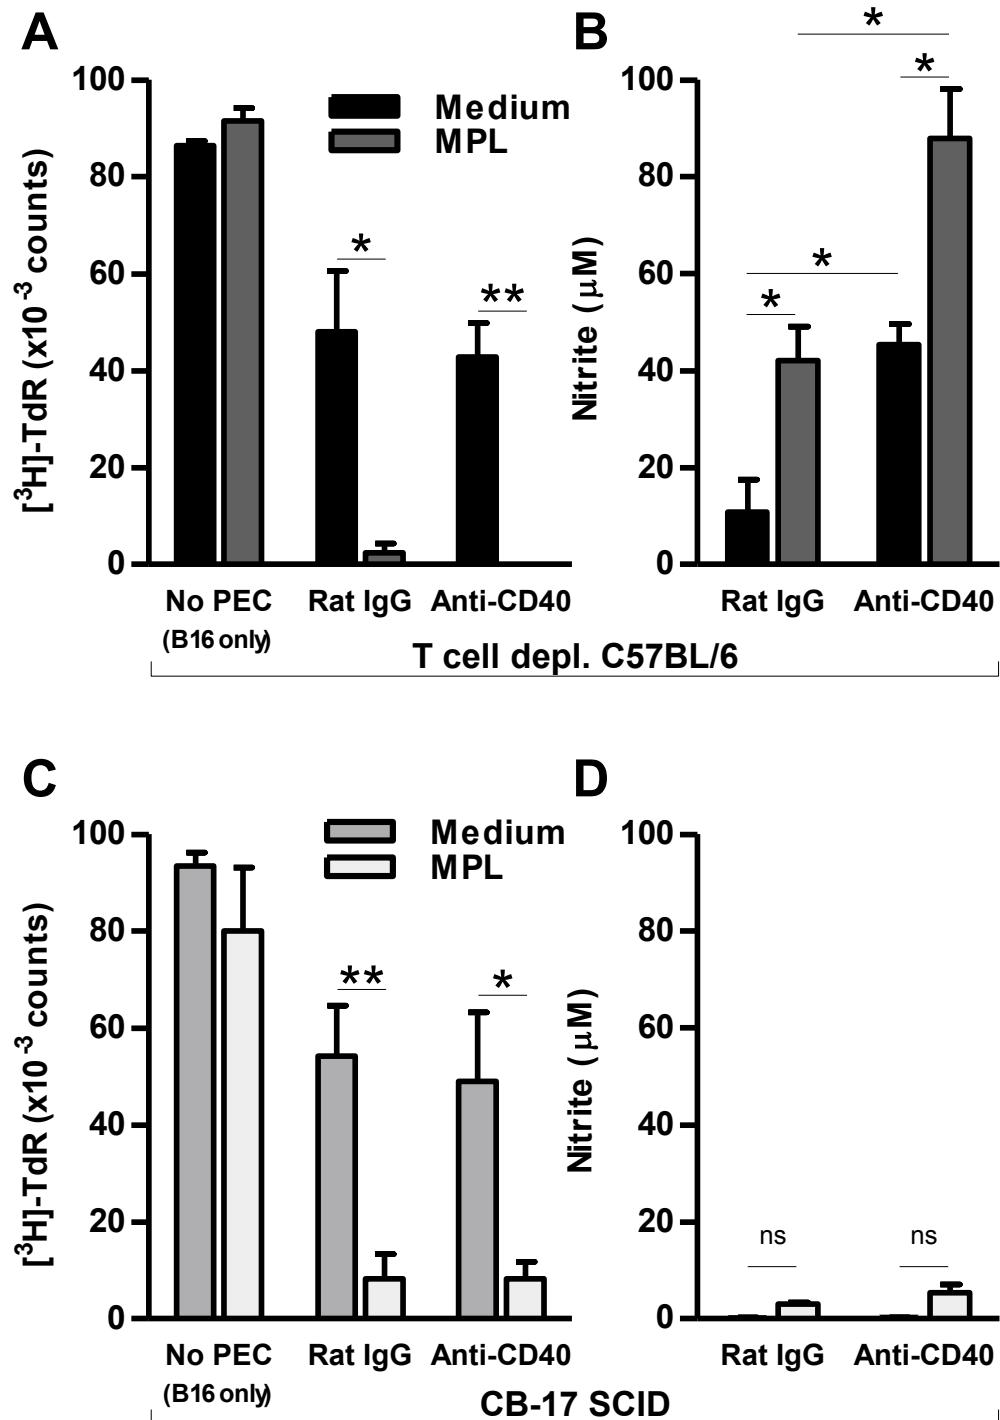 A
[³H]-TdR (x10⁻³ counts)
100
80
60
40
20
0
Medium
MPL
*
**
No PEC
(B16 only)
Rat IgG
Anti-CD40
B
Nitrite (μM)
100
80
60
40
20
0
*
*
*
*
Rat IgG
Anti-CD40
T cell depl. C57BL/6
C
[³H]-TdR (x10⁻³ counts)
100
80
60
40
20
0
Medium
MPL
**
*
No PEC
(B16 only)
Rat IgG
Anti-CD40
D
Nitrite (μM)
100
80
60
40
20
0
ns
ns
Rat IgG
Anti-CD40
CB-17 SCID